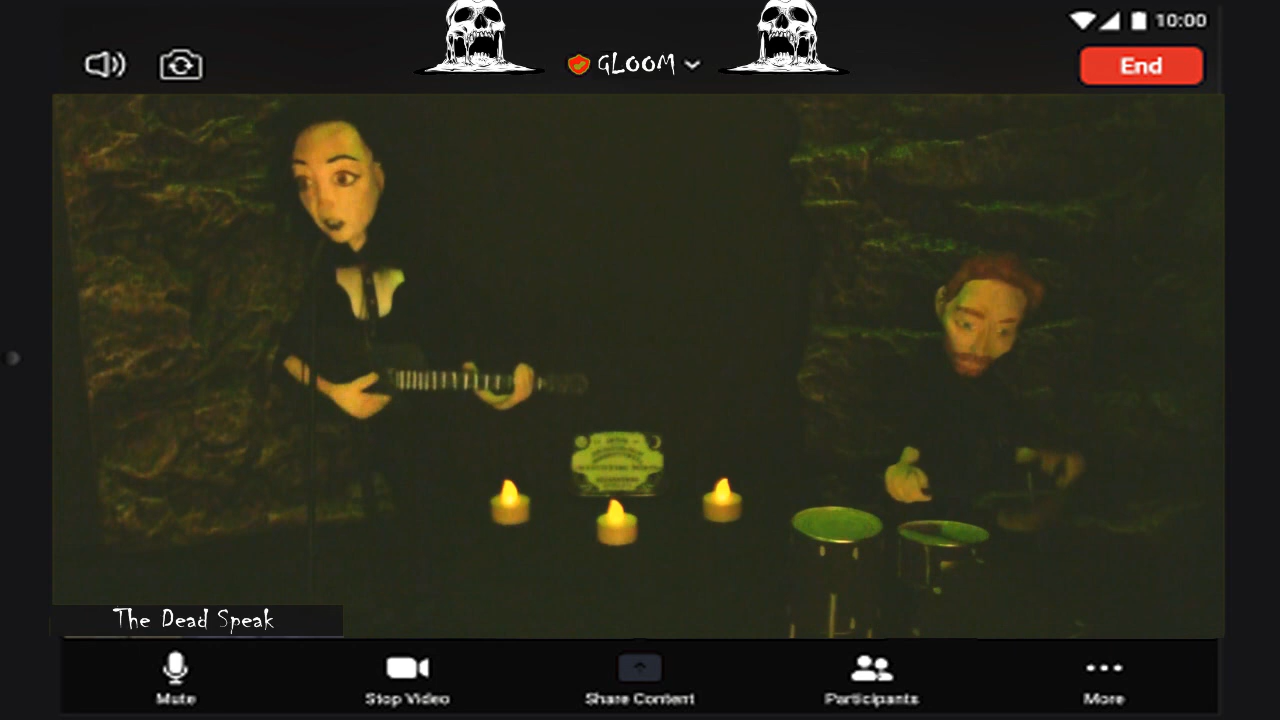 10:00
GLOOM
End
The Dead Speak
Mute
Stop Video
Share Content
Participants
More